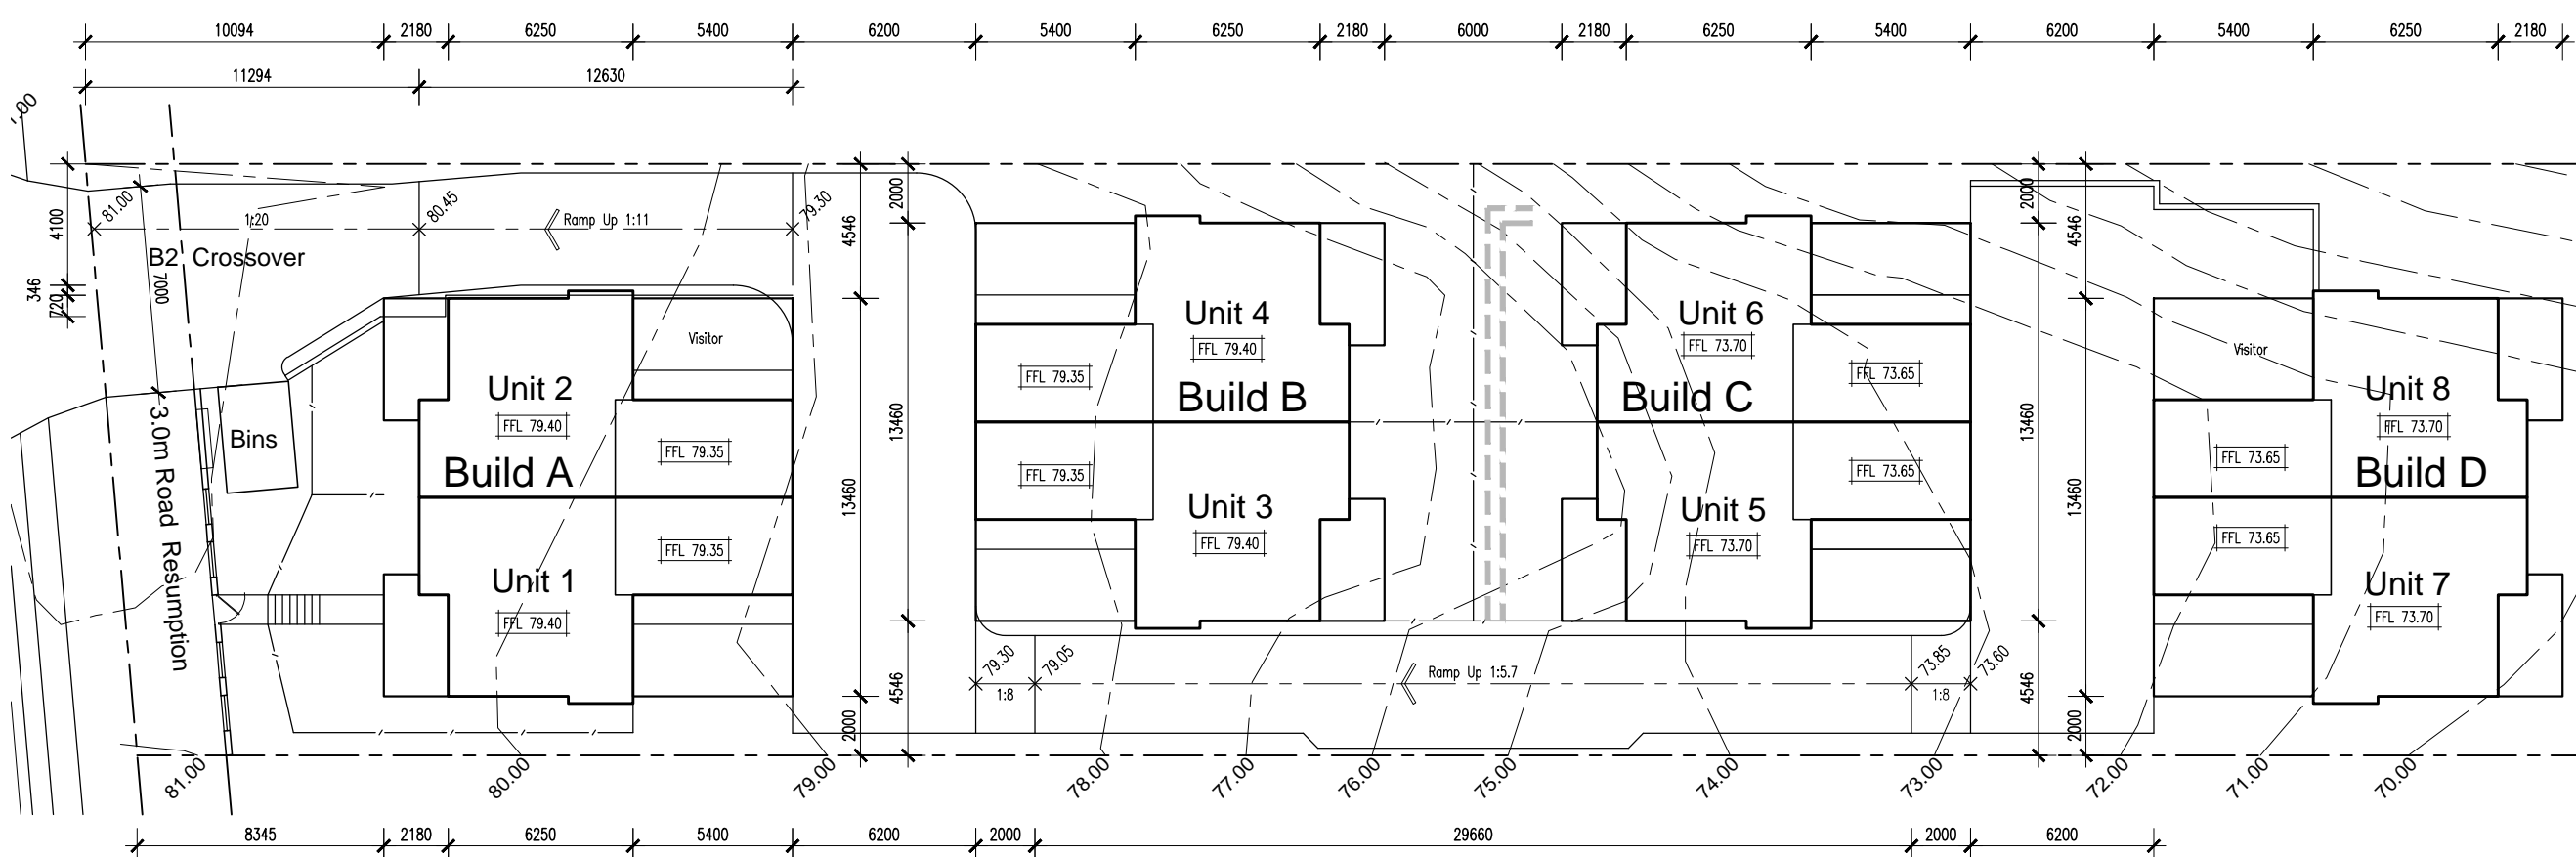 10094 2180 6250 5400 6200 5400 6250 2180 6000 2180 6250 5400 6200 5400 6250 2180
11294 12630
81.00 80.45 79.30
1:20 Ramp Up 1:11
B2 Crossover
4100 346 720 7000
2000 4546 13460 4546
4546 13460 2000
2000 4546 13460
4546 13460 2000
Visitor
Unit 2
FFL 79.40
FFL 79.35
Bins
Build A
3.0m Road Resumption
FFL 79.35
Unit 1
FFL 79.40
Unit 4
FFL 79.40
FFL 79.35
Build B
FFL 79.35
Unit 3
FFL 79.40
Unit 6
FFL 73.70
FFL 73.65
Build C
FFL 73.65
Unit 5
FFL 73.70
Visitor
Unit 8
FFL 73.70
FFL 73.65
Build D
FFL 73.65
Unit 7
FFL 73.70
79.30 79.05 73.85 73.60
1:8 Ramp Up 1:5.7 1:8
81.00 80.00 79.00 78.00 77.00 76.00 75.00 74.00 73.00 72.00 71.00 70.00
8345 2180 6250 5400 6200 2000 29660 2000 6200